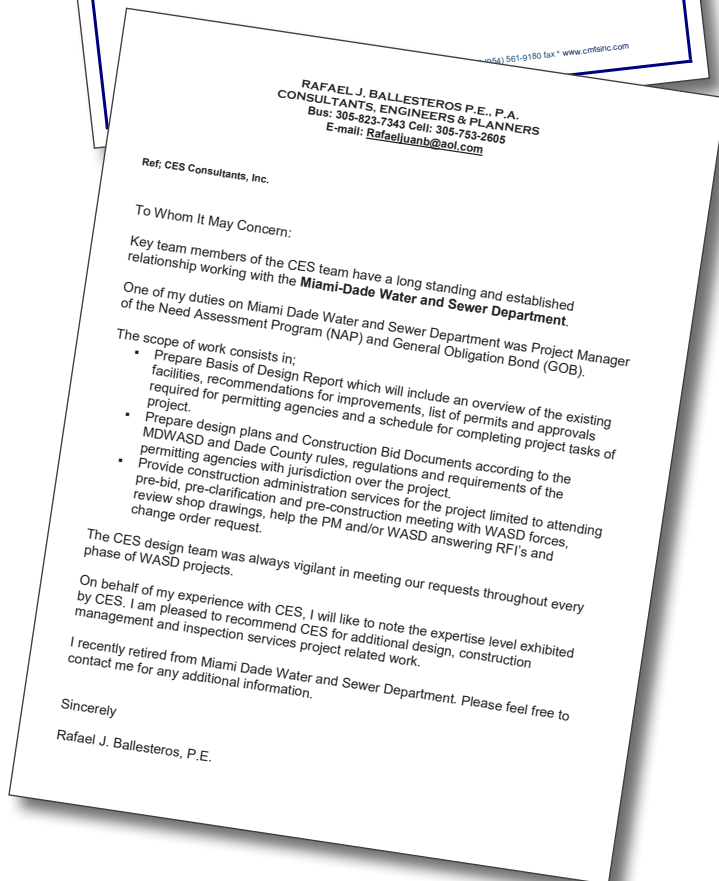 (954) 561-9180 fax * www.cmtsinc.com
RAFAEL J. BALLESTEROS P.E., P.A.
CONSULTANTS, ENGINEERS & PLANNERS
Bus: 305-823-7343 Cell: 305-753-2605
E-mail: Rafaeljuanb@aol.com
Ref; CES Consultants, Inc.
To Whom It May Concern:
Key team members of the CES team have a long standing and established
relationship working with the Miami-Dade Water and Sewer Department.
One of my duties on Miami Dade Water and Sewer Department was Project Manager
of the Need Assessment Program (NAP) and General Obligation Bond (GOB).
The scope of work consists in;
▪ Prepare Basis of Design Report which will include an overview of the existing
facilities, recommendations for improvements, list of permits and approvals
required for permitting agencies and a schedule for completing project tasks of
project.
▪ Prepare design plans and Construction Bid Documents according to the
MDWASD and Dade County rules, regulations and requirements of the
permitting agencies with jurisdiction over the project.
▪ Provide construction administration services for the project limited to attending
pre-bid, pre-clarification and pre-construction meeting with WASD forces,
review shop drawings, help the PM and/or WASD answering RFI's and
change order request.
The CES design team was always vigilant in meeting our requests throughout every
phase of WASD projects.
On behalf of my experience with CES, I will like to note the expertise level exhibited
by CES. I am pleased to recommend CES for additional design, construction
management and inspection services project related work.
I recently retired from Miami Dade Water and Sewer Department. Please feel free to
contact me for any additional information.
Sincerely
Rafael J. Ballesteros, P.E.